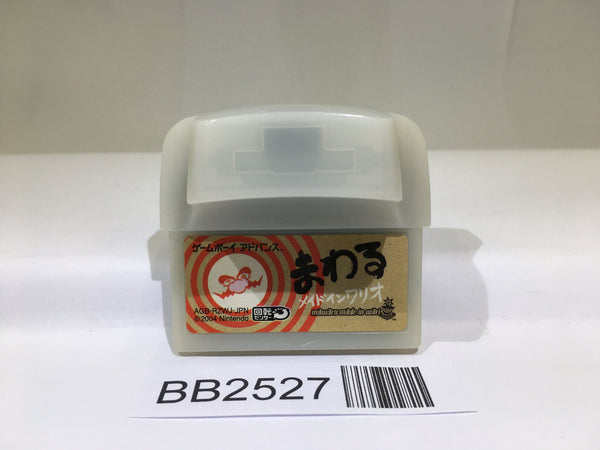 ゲームボーイ アドバンス
まわる
メイドインワリオ
mawaru made in wario
AGB-RZWJ-JPN
©2004 Nintendo
回転
センサー
BB2527